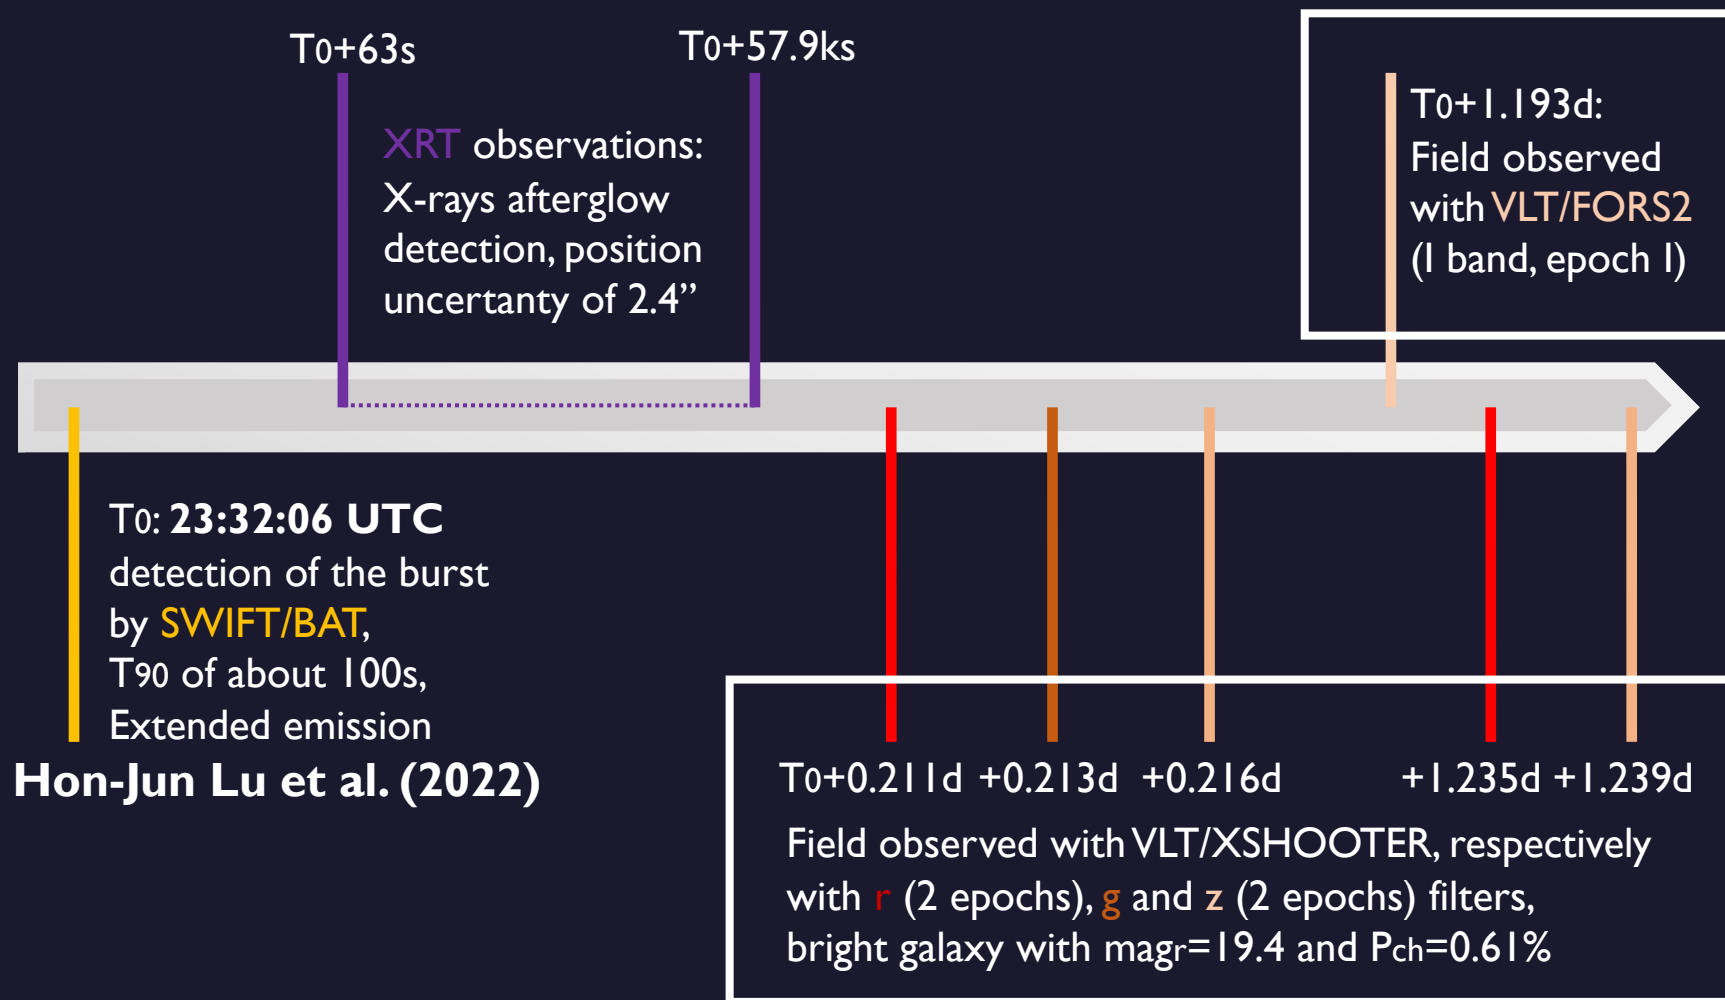 T0+63s
T0+57.9ks
XRT observations:
X-rays afterglow
detection, position
uncertanty of 2.4”
T0+1.193d:
Field observed
with VLT/FORS2
(I band, epoch I)
T0: 23:32:06 UTC
detection of the burst
by SWIFT/BAT,
T90 of about 100s,
Extended emission
Hon-Jun Lu et al. (2022)
T0+0.211d +0.213d +0.216d +1.235d +1.239d
Field observed with VLT/XSHOOTER, respectively
with r (2 epochs), g and z (2 epochs) filters,
bright galaxy with magr=19.4 and Pch=0.61%